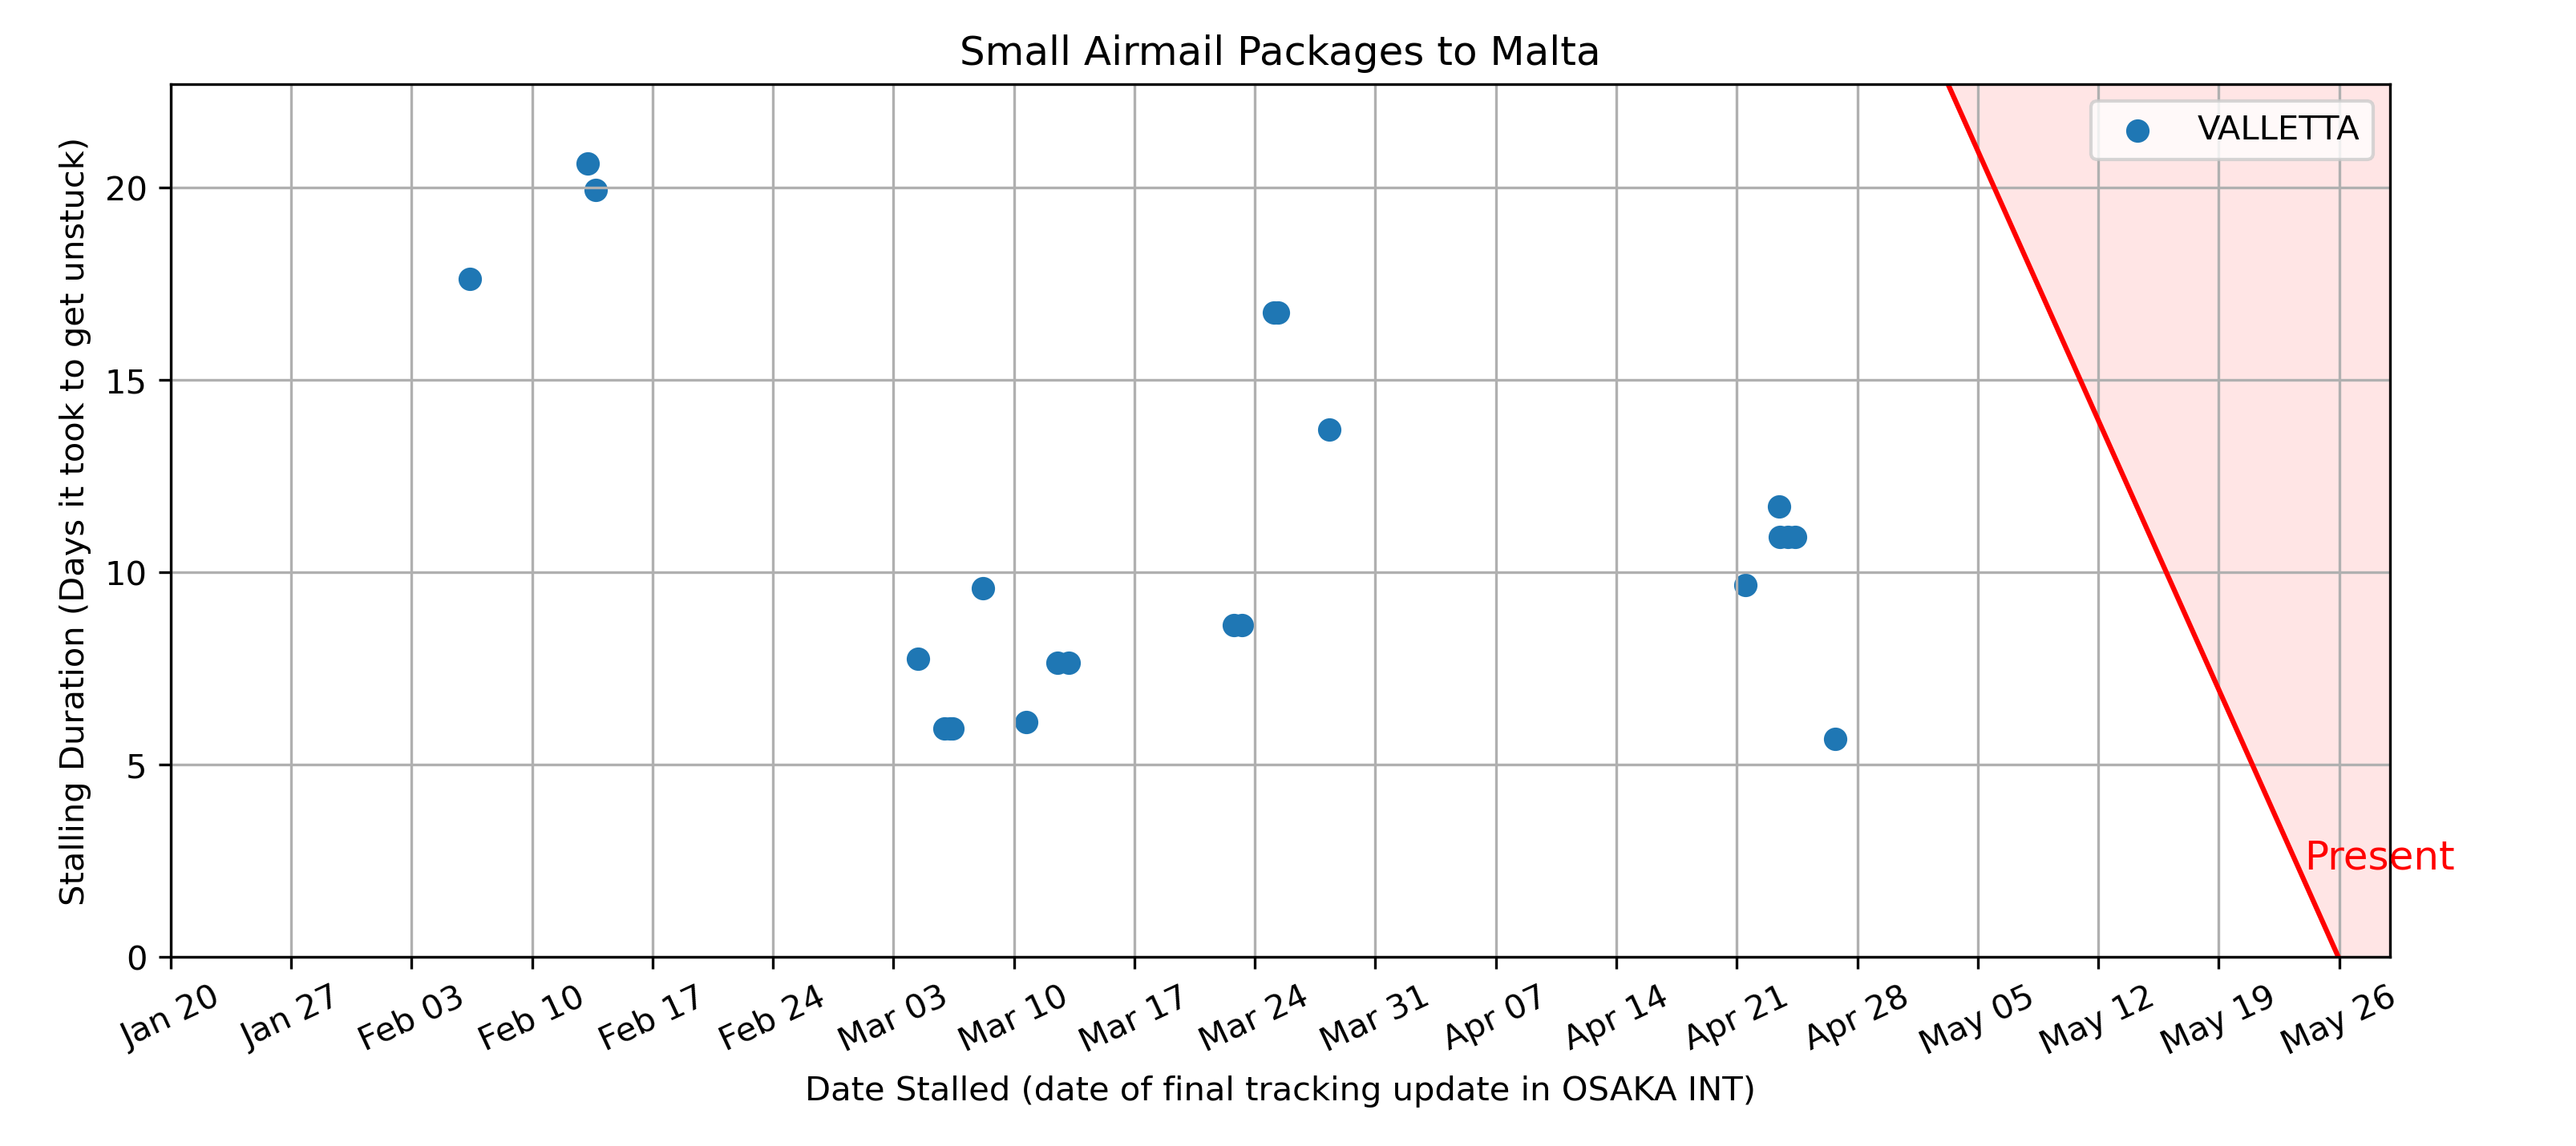 Small Airmail Packages to Malta
VALLETTA
Stalling Duration (Days it took to get unstuck)
20
15
10
5
0
Present
Jan 20 Jan 27 Feb 03 Feb 10 Feb 17 Feb 24 Mar 03 Mar 10 Mar 17 Mar 24 Mar 31 Apr 07 Apr 14 Apr 21 Apr 28 May 05 May 12 May 19 May 26
Date Stalled (date of final tracking update in OSAKA INT)